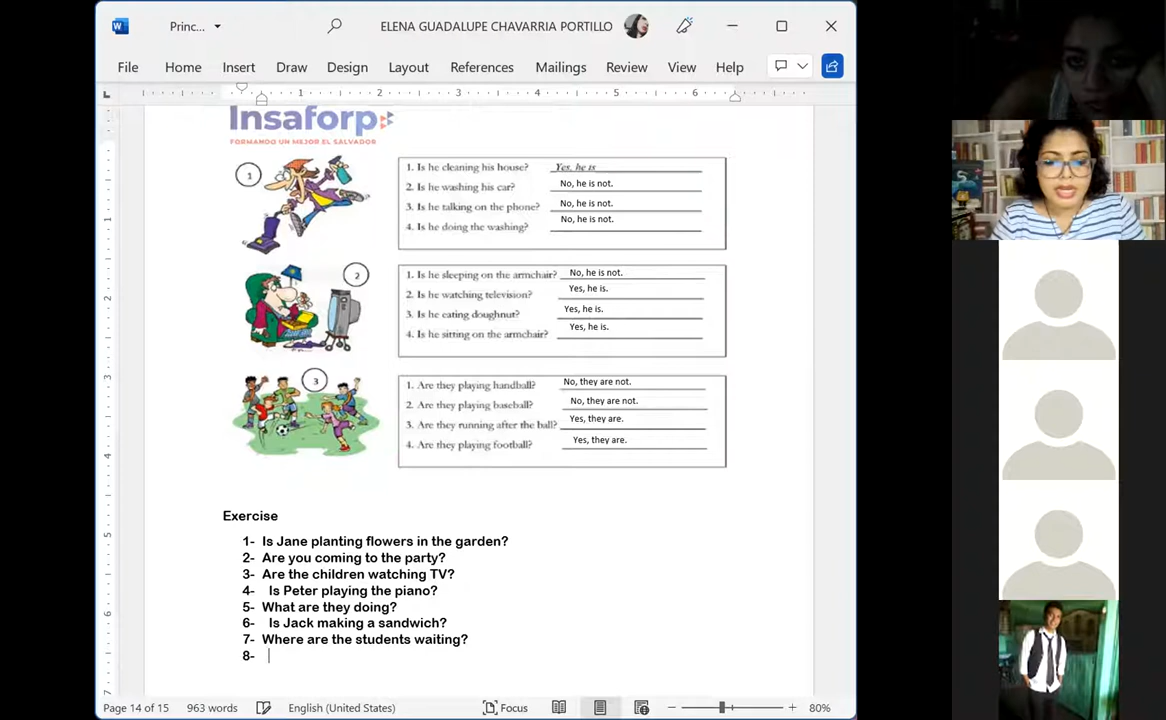 Princ... ELENA GUADALUPE CHAVARRIA PORTILLO
File Home Insert Draw Design Layout References Mailings Review View Help
1 2 3 4 5 6
Insaforp
FORMANDO UN MEJOR EL SALVADOR
1
1. Is he cleaning his house? Yes, he is
2. Is he washing his car? No, he is not.
3. Is he talking on the phone? No, he is not.
4. Is he doing the washing? No, he is not.
2
1. Is he sleeping on the armchair? No, he is not.
2. Is he watching television? Yes, he is.
3. Is he eating doughnut? Yes, he is.
4. Is he sitting on the armchair? Yes, he is.
3
1. Are they playing handball? No, they are not.
2. Are they playing baseball? No, they are not.
3. Are they running after the ball? Yes, they are.
4. Are they playing football? Yes, they are.
Exercise
1- Is Jane planting flowers in the garden?
2- Are you coming to the party?
3- Are the children watching TV?
4- Is Peter playing the piano?
5- What are they doing?
6- Is Jack making a sandwich?
7- Where are the students waiting?
8-
Page 14 of 15 963 words English (United States) Focus 80%